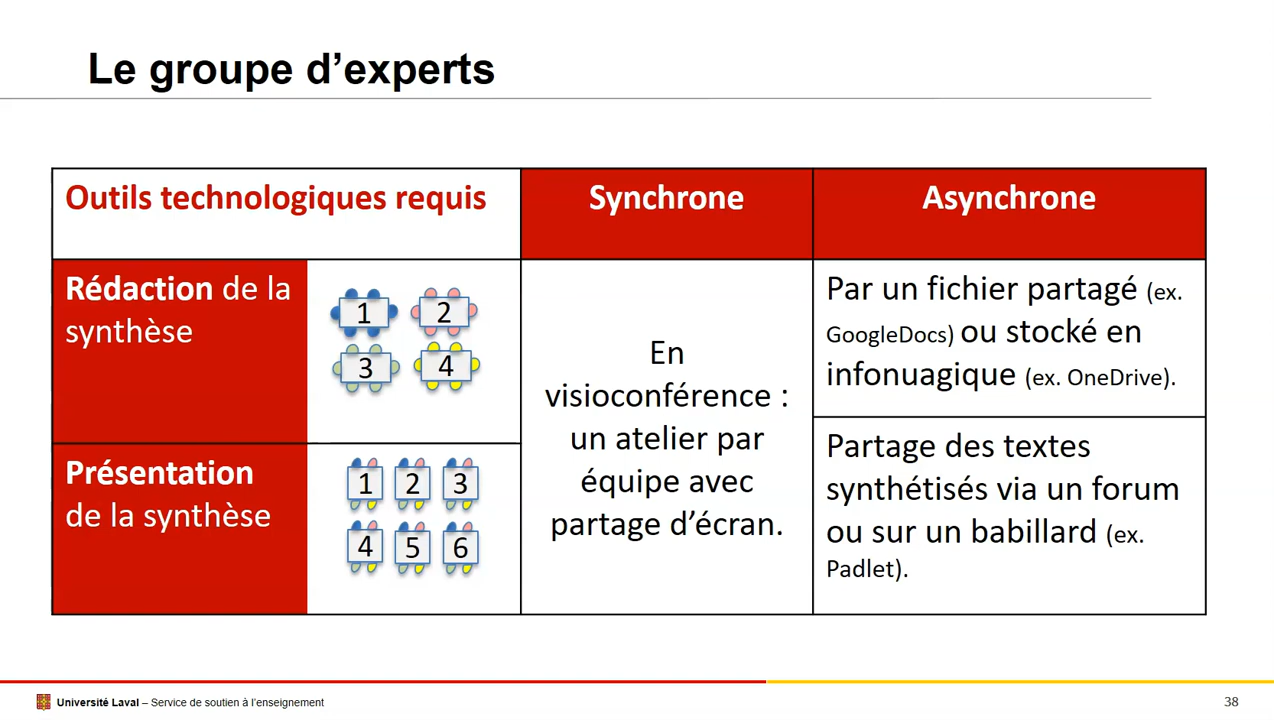 Le groupe d’experts
Outils technologiques requis
Synchrone
Asynchrone
Rédaction de la
synthèse
1
2
3
4
En
visioconférence :
un atelier par
équipe avec
partage d’écran.
Par un fichier partagé (ex.
GoogleDocs) ou stocké en
infonuagique (ex. OneDrive).
Présentation
de la synthèse
1
2
3
4
5
6
Partage des textes
synthétisés via un forum
ou sur un babillard (ex.
Padlet).
Université Laval – Service de soutien à l’enseignement
38